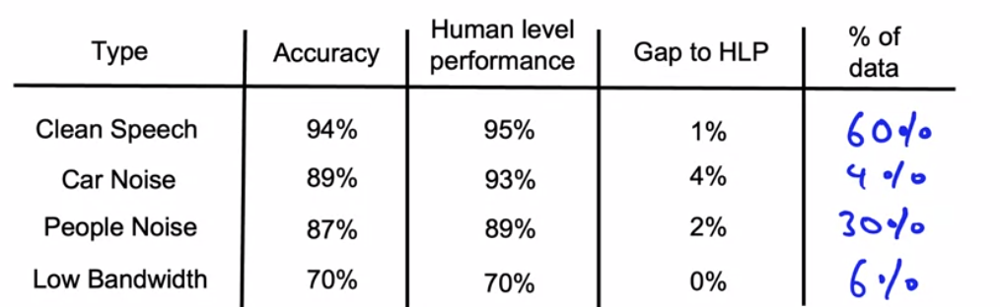 Type Accuracy Human level performance Gap to HLP % of data
Clean Speech 94% 95% 1% 60%
Car Noise 89% 93% 4% 4%
People Noise 87% 89% 2% 30%
Low Bandwidth 70% 70% 0% 6%